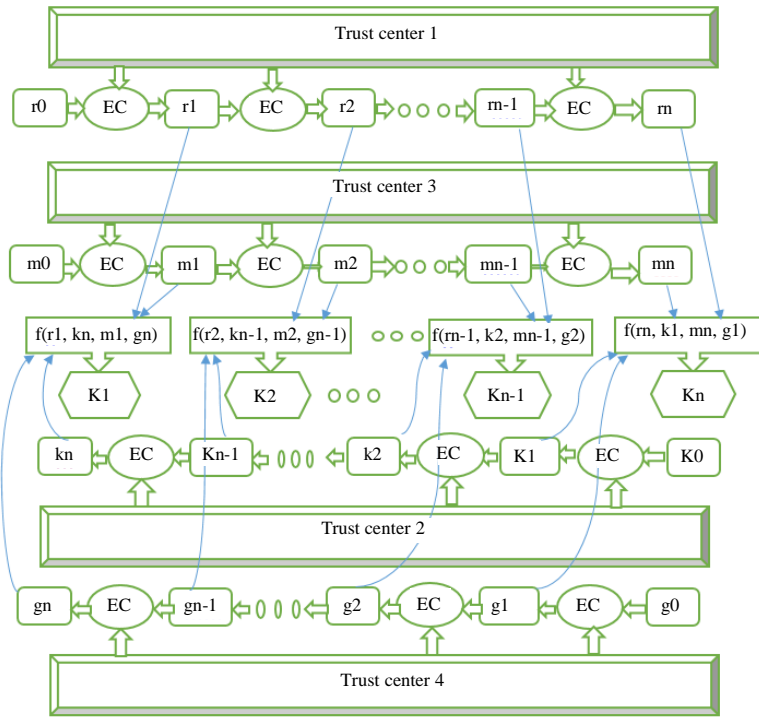 Trust center 1
r0 EC r1 EC r2 rn-1 EC rn
Trust center 3
m0 EC m1 EC m2 mn-1 EC mn
f(r1, kn, m1, gn) f(r2, kn-1, m2, gn-1) f(rn-1, k2, mn-1, g2) f(rn, k1, mn, g1)
K1 K2 Kn-1 Kn
kn EC Kn-1 k2 EC K1 EC K0
Trust center 2
gn EC gn-1 g2 EC g1 EC g0
Trust center 4